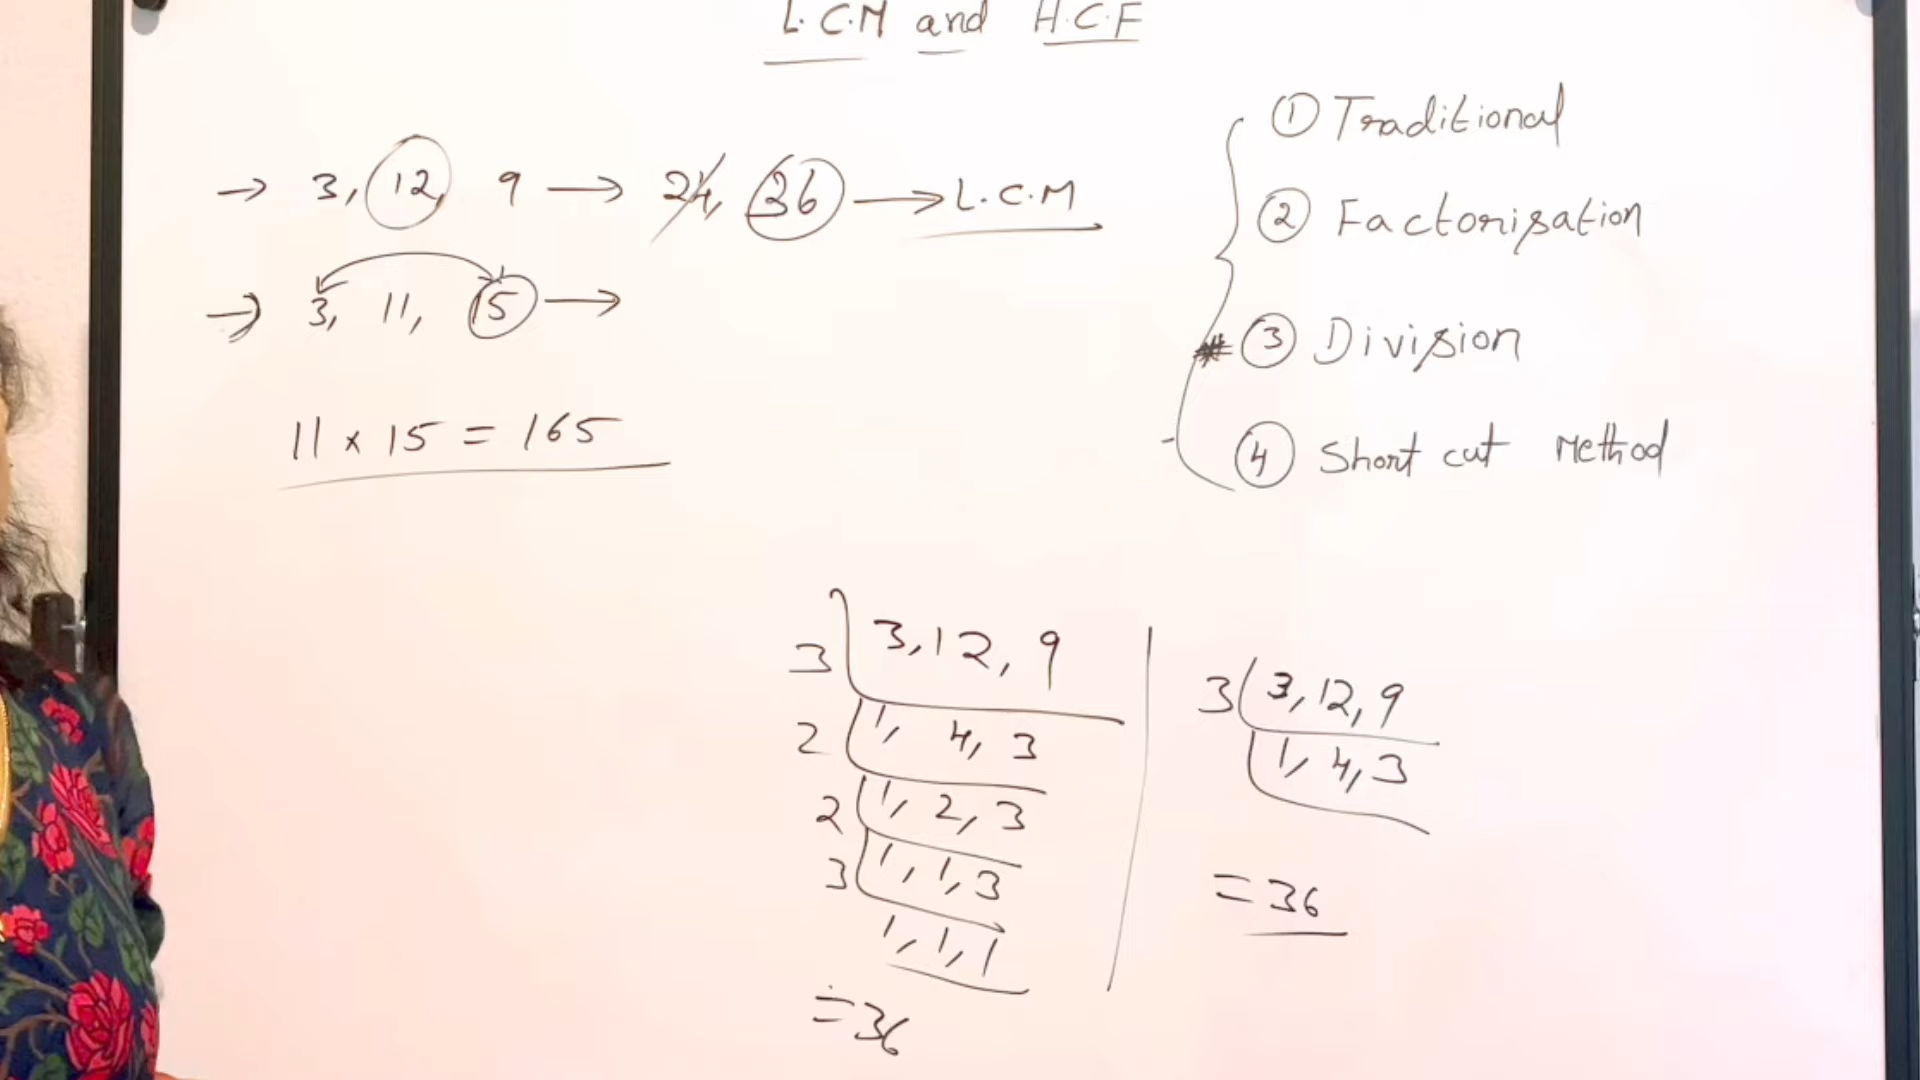 L.C.M and H.C.F
→ 3, 12, 9 → 24, 36 → L.C.M
→ 3, 11, 15 →
11 x 15 = 165
① Traditional
② Factorisation
③ Division
④ Short cut Method
3 3, 12, 9
2 1, 4, 3
2 1, 2, 3
3 1, 1, 3
1, 1, 1
= 36
3 3, 12, 9
1, 4, 3
= 36